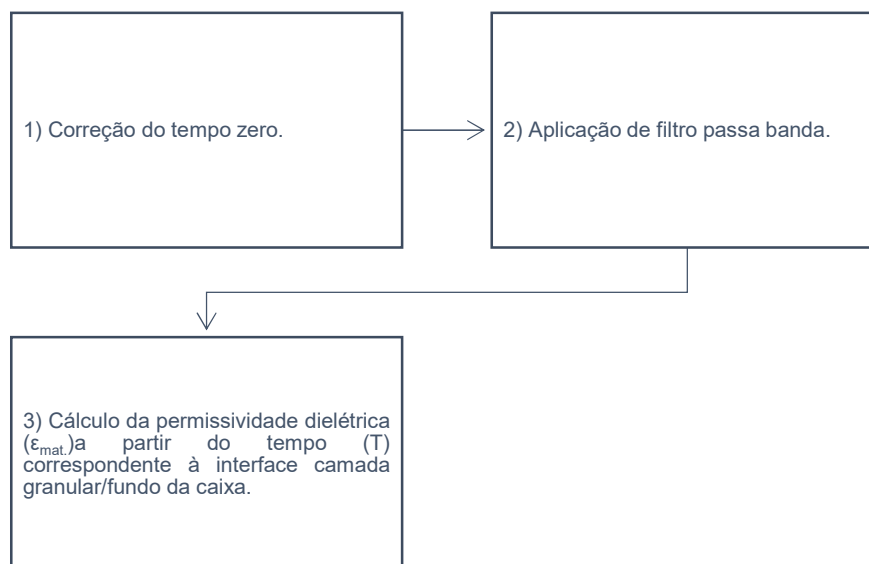 1) Correção do tempo zero.
2) Aplicação de filtro passa banda.
3) Cálculo da permissividade dielétrica
(εmat.)a partir do tempo (T)
correspondente à interface camada
granular/fundo da caixa.